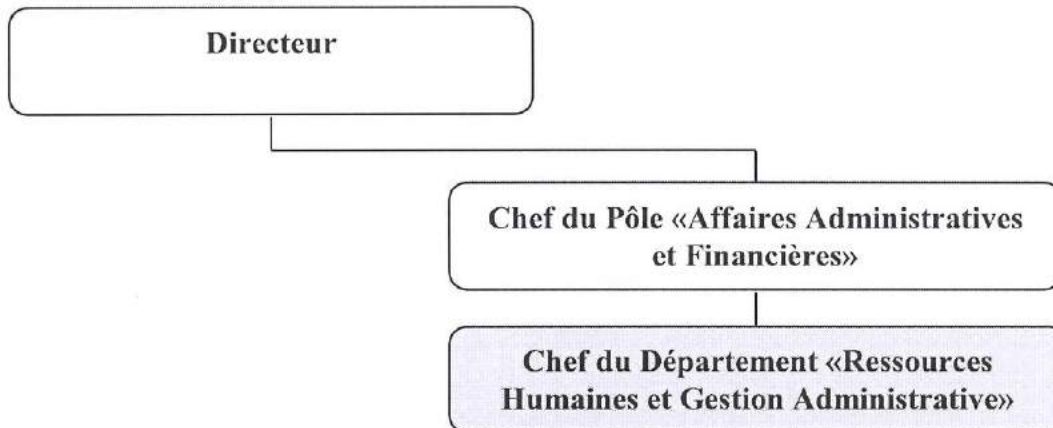 Directeur
Chef du Pôle «Affaires Administratives
et Financières»
Chef du Département «Ressources
Humaines et Gestion Administrative»